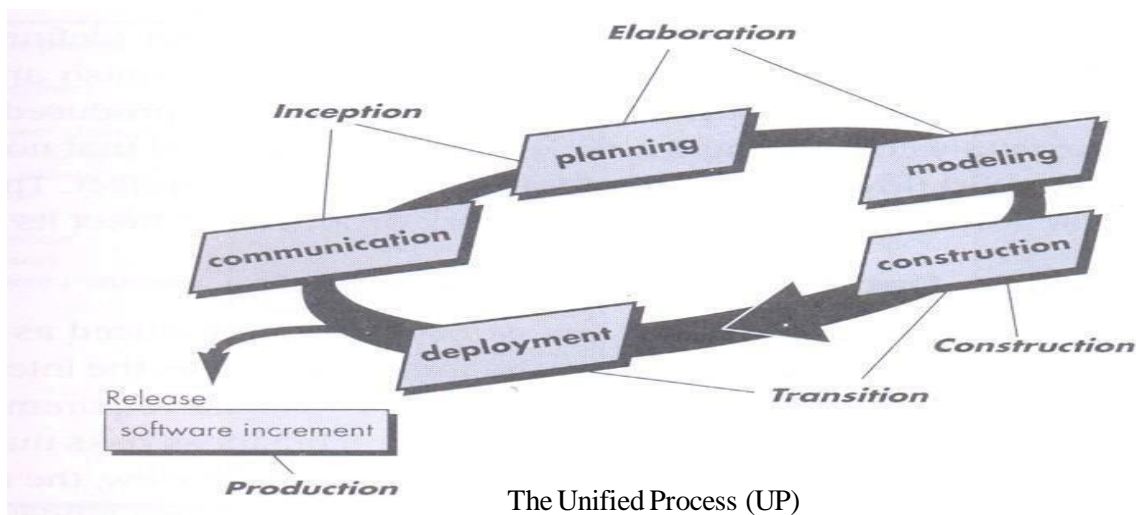 Elaboration
Inception
planning
modeling
communication
construction
deployment
Construction
Release
Transition
software increment
Production
The Unified Process (UP)